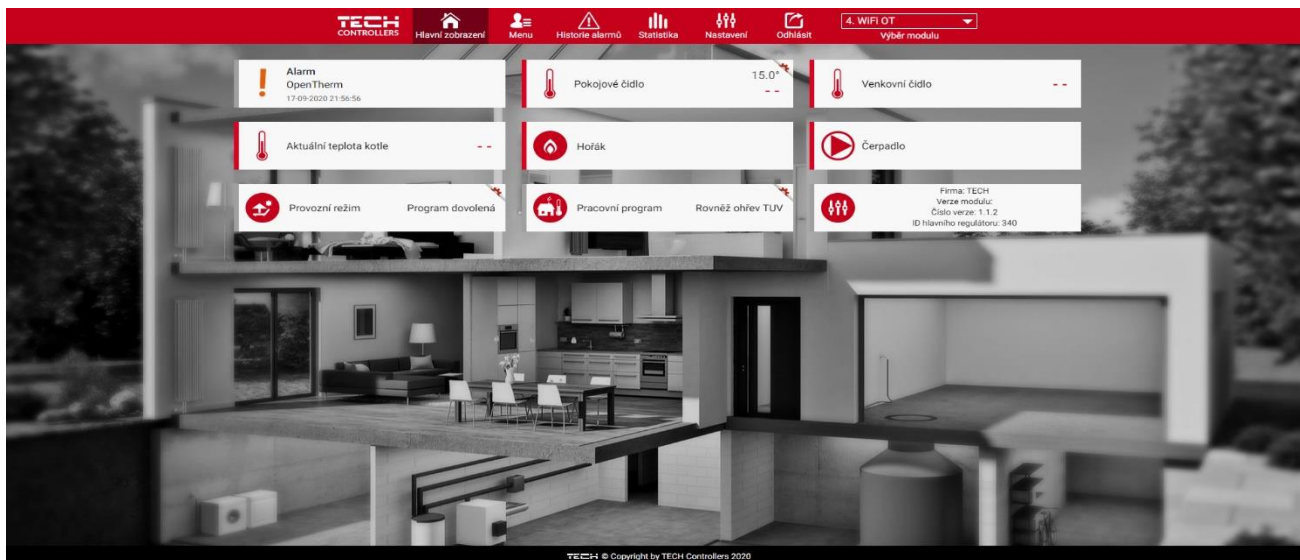 TECH
CONTROLLERS
Hlavní zobrazení
Menu
Historie alarmů
Statistika
Nastavení
Odhlásit
4. WIFI OT
Výběr modulu
Alarm
OpenTherm
17-09-2020 21:56:56
Pokojové čidlo
15.0°
- -
Venkovní čidlo
- -
Aktuální teplota kotle
- -
Hořák
Čerpadlo
Provozní režim
Program dovolená
Pracovní program
Rovněž ohřev TUV
Firma: TECH
Verze modulu:
Číslo verze: 1.1.2
ID hlavního regulátoru: 340
TECH © Copyright by TECH Controllers 2020